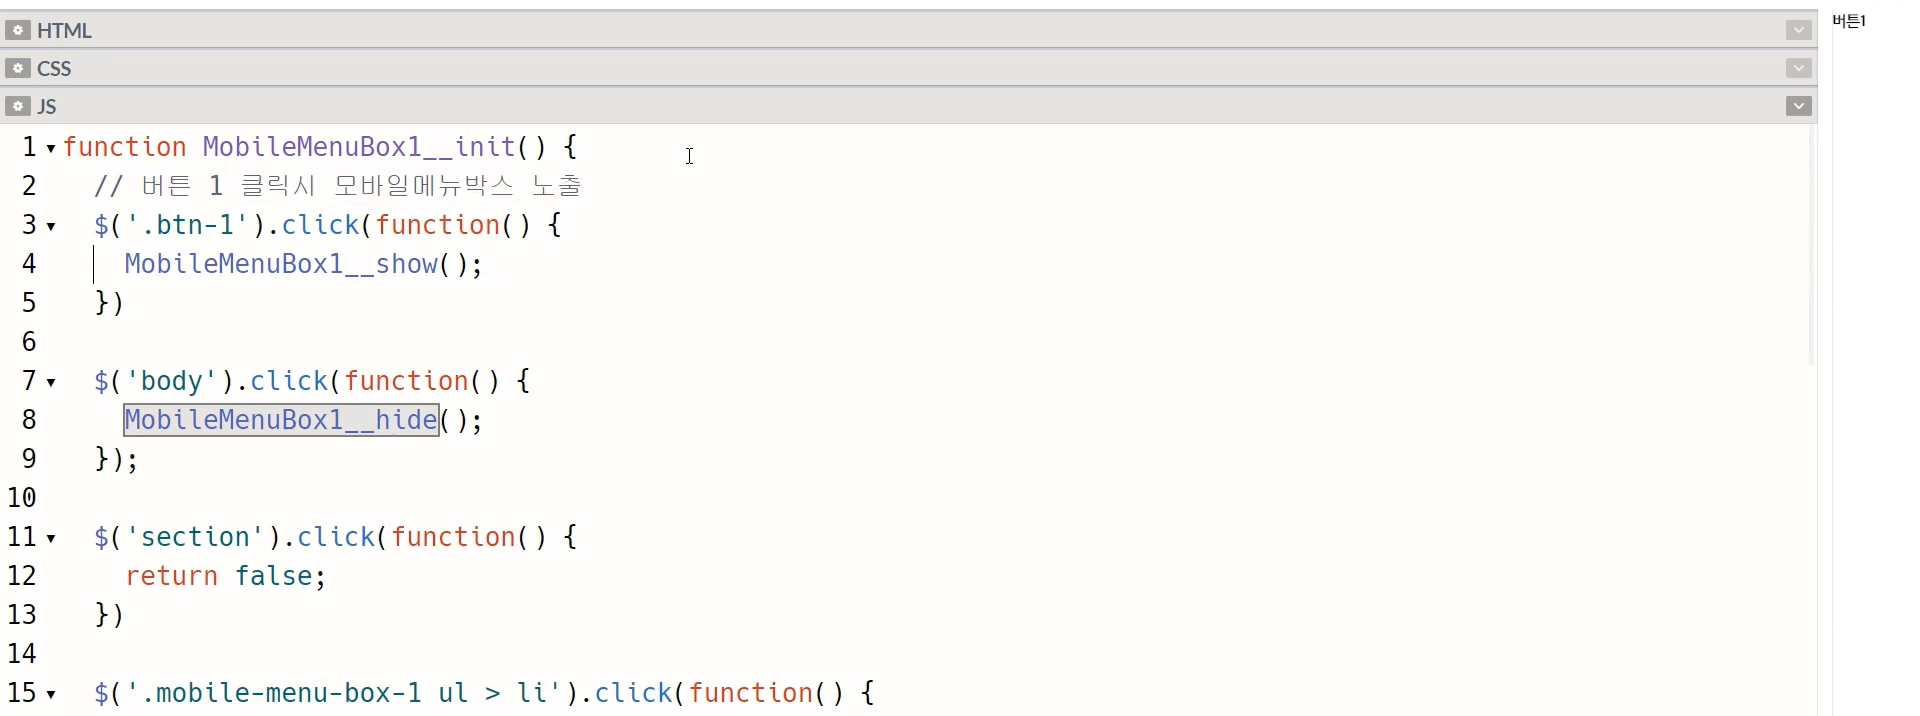 HTML
버튼1
CSS
JS
1 function MobileMenuBox1__init() {
2 // 버튼 1 클릭시 모바일메뉴박스 노출
3 $('.btn-1').click(function() {
4 MobileMenuBox1__show();
5 })
6
7 $('body').click(function() {
8 MobileMenuBox1__hide();
9 });
10
11 $('section').click(function() {
12 return false;
13 })
14
15 $('.mobile-menu-box-1 ul > li').click(function() {